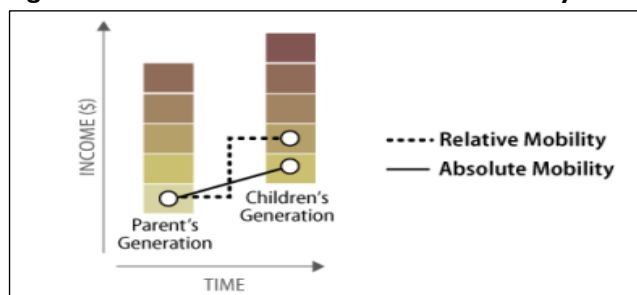 INCOME ($)
Parent's
Generation
Children's
Generation
TIME
Relative Mobility
Absolute Mobility